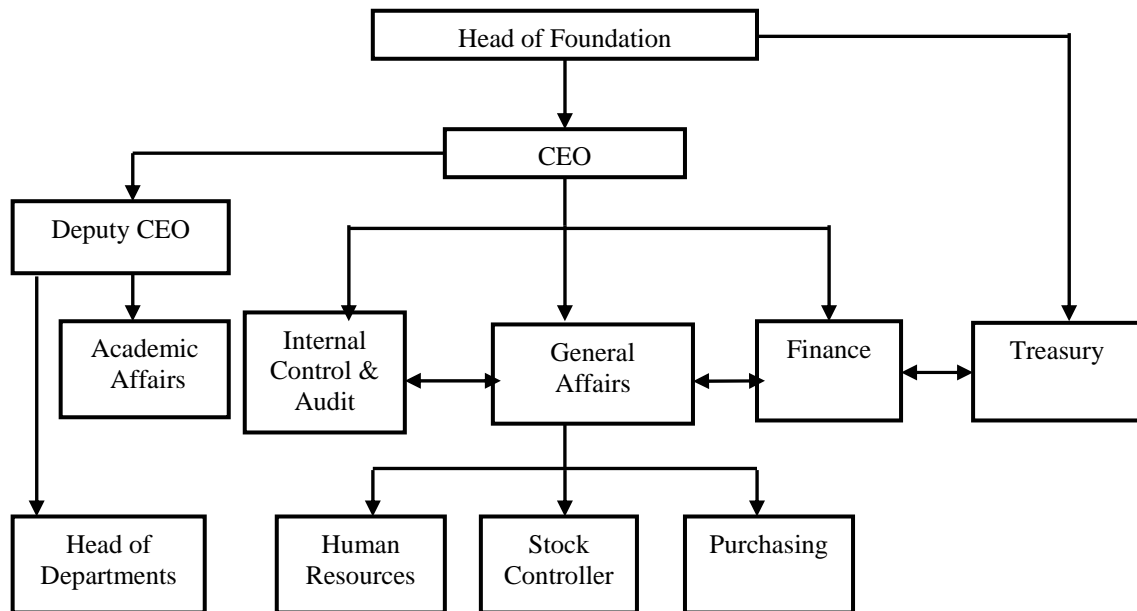 Head of Foundation
CEO
Deputy CEO
Academic
Affairs
Internal
Control &
Audit
General
Affairs
Finance
Treasury
Head of
Departments
Human
Resources
Stock
Controller
Purchasing